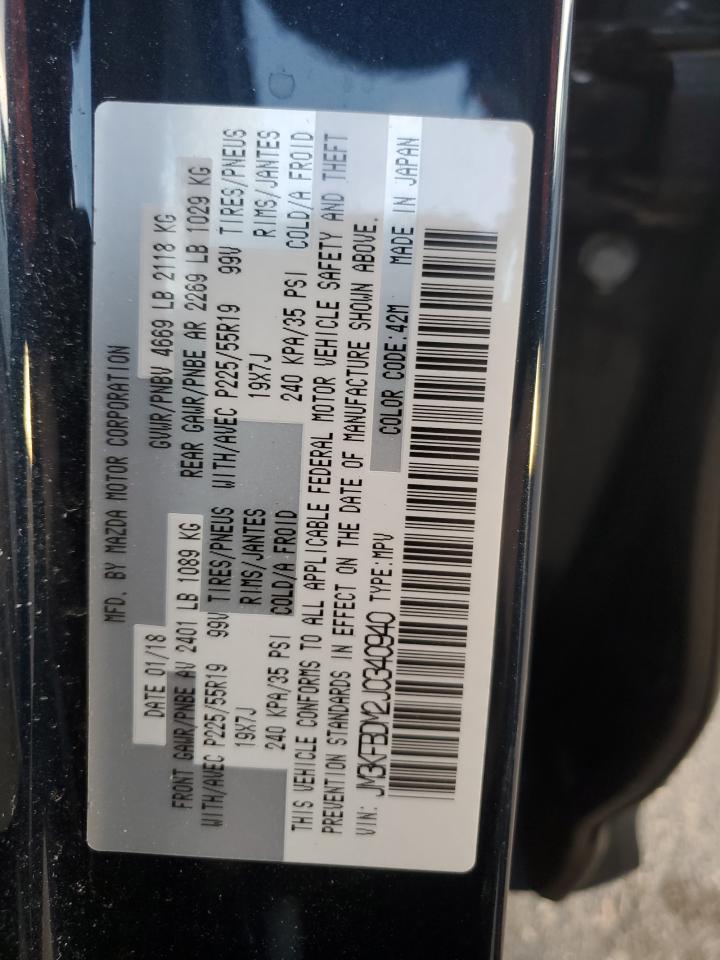 MFD. BY MAZDA MOTOR CORPORATION
DATE 01/18 GVWR/PNBV 4669 LB 2118 KG
FRONT GAWR/PNBE AV 2401 LB 1089 KG REAR GAWR/PNBE AR 2269 LB 1029 KG
WITH/AVEC P225/55R19 99V TIRES/PNEUS WITH/AVEC P225/55R19 99V TIRES/PNEUS
19X7J RIMS/JANTES 19X7J RIMS/JANTES
240 KPA/35 PSI COLD/A FROID 240 KPA/35 PSI COLD/A FROID
THIS VEHICLE CONFORMS TO ALL APPLICABLE FEDERAL MOTOR VEHICLE SAFETY AND THEFT
PREVENTION STANDARDS IN EFFECT ON THE DATE OF MANUFACTURE SHOWN ABOVE.
VIN: JM3KFBDM2J0340940 TYPE:MPV COLOR CODE:42M MADE IN JAPAN